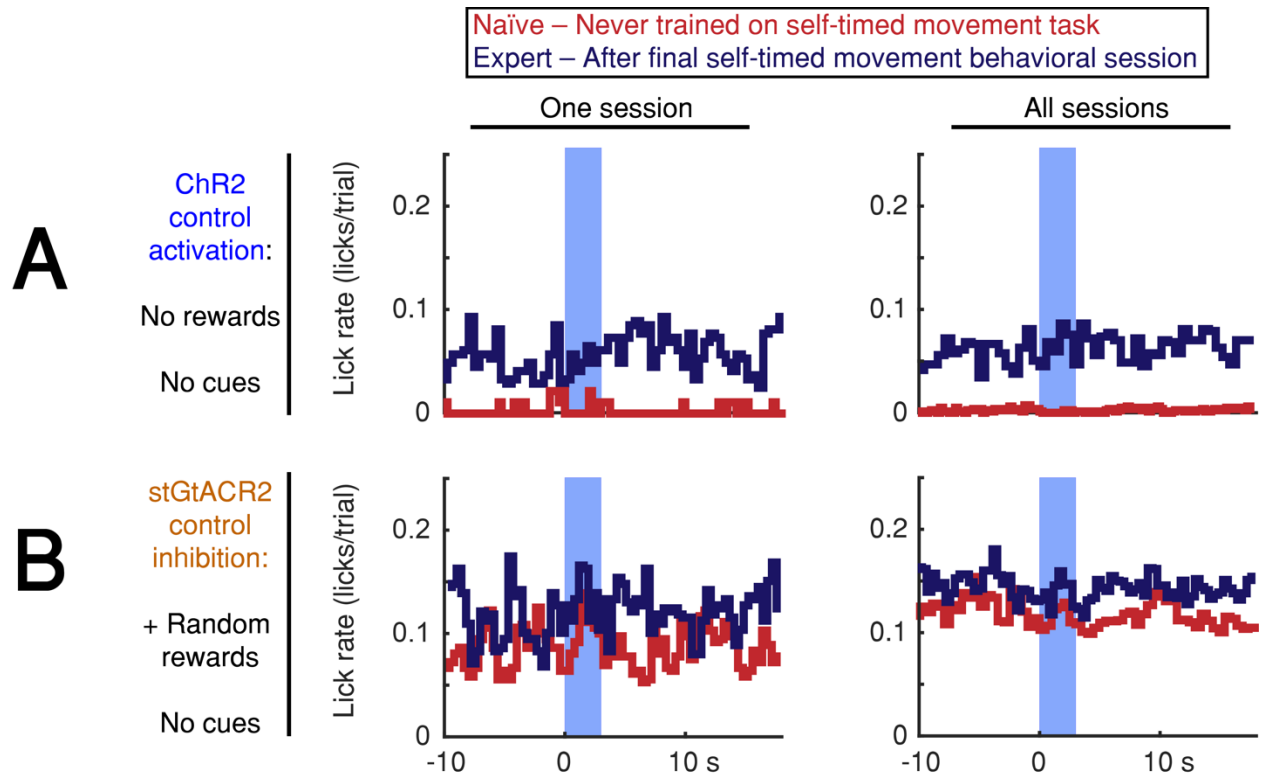 Naïve – Never trained on self-timed movement task
Expert – After final self-timed movement behavioral session
One session
All sessions
A
ChR2
control
activation:
No rewards
No cues
Lick rate (licks/trial)
0.2
0.1
0
0.2
0.1
0
B
stGtACR2
control
inhibition:
+ Random
rewards
No cues
Lick rate (licks/trial)
0.2
0.1
0
-10
0
10 s
0.2
0.1
0
-10
0
10 s